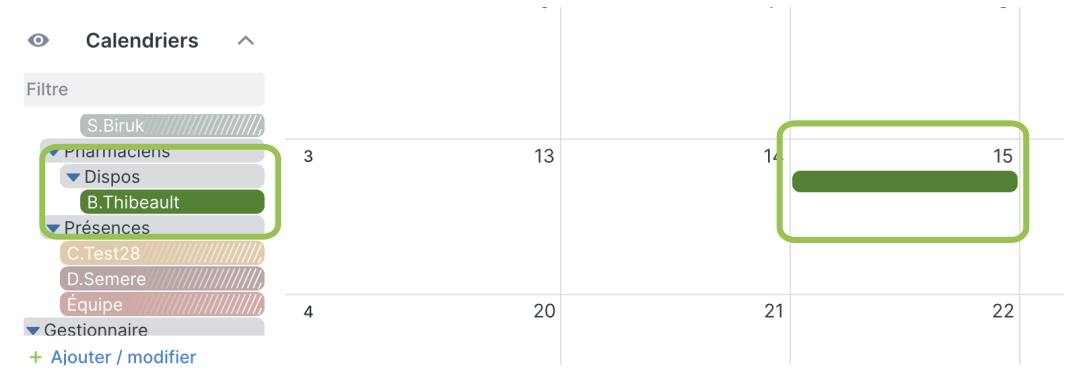 Calendriers
Filtre
S.Biruk
Pharmaciens
Dispos
B.Thibeault
Présences
C.Test28
D.Semere
Équipe
Gestionnaire
+ Ajouter / modifier
3 13 14 15
4 20 21 22